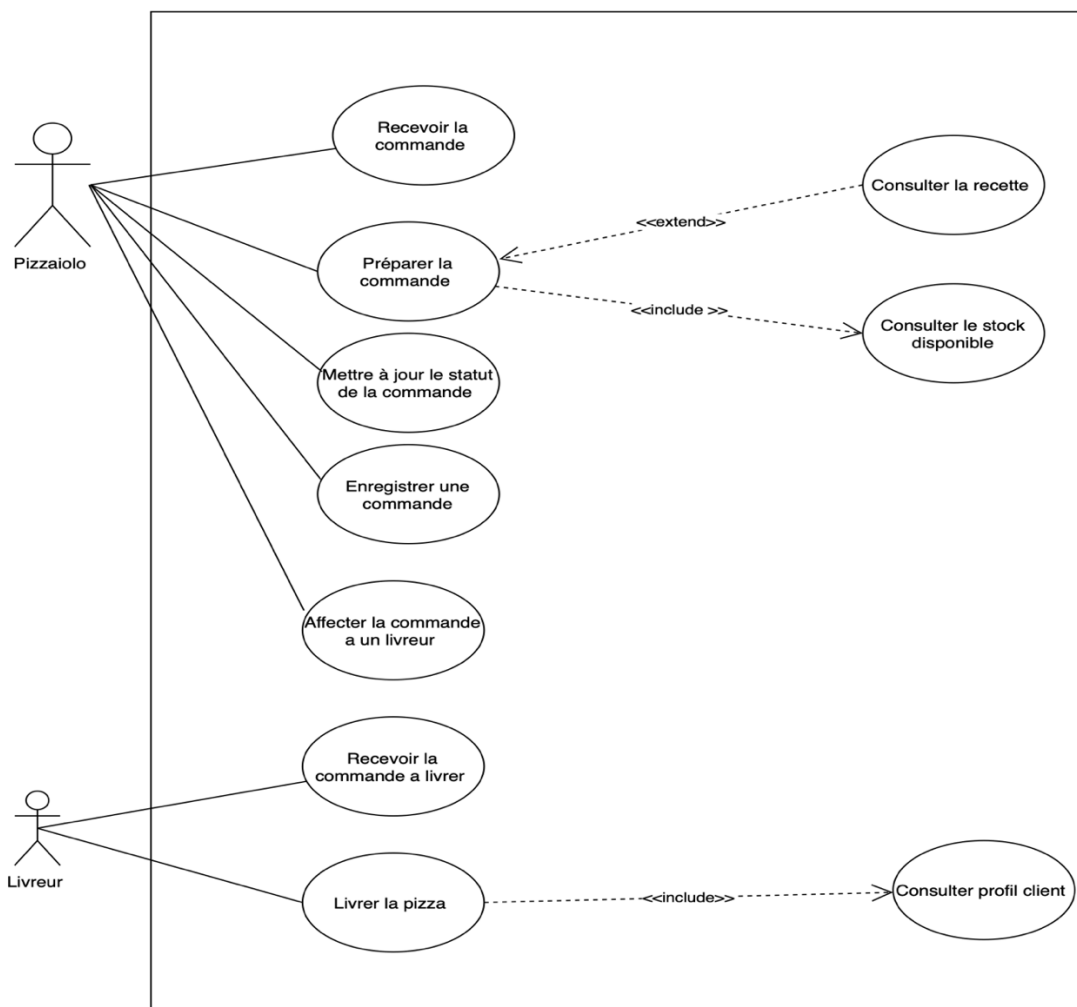 Recevoir la
commande
Pizzaiolo
Consulter la recette
<<extend>>
Préparer la
commande
<<include >>
Consulter le stock
disponible
Mettre à jour le statut
de la commande
Enregistrer une
commande
Affecter la commande
a un livreur
Recevoir la
commande a livrer
Livreur
Livrer la pizza
<<include>>
Consulter profil client